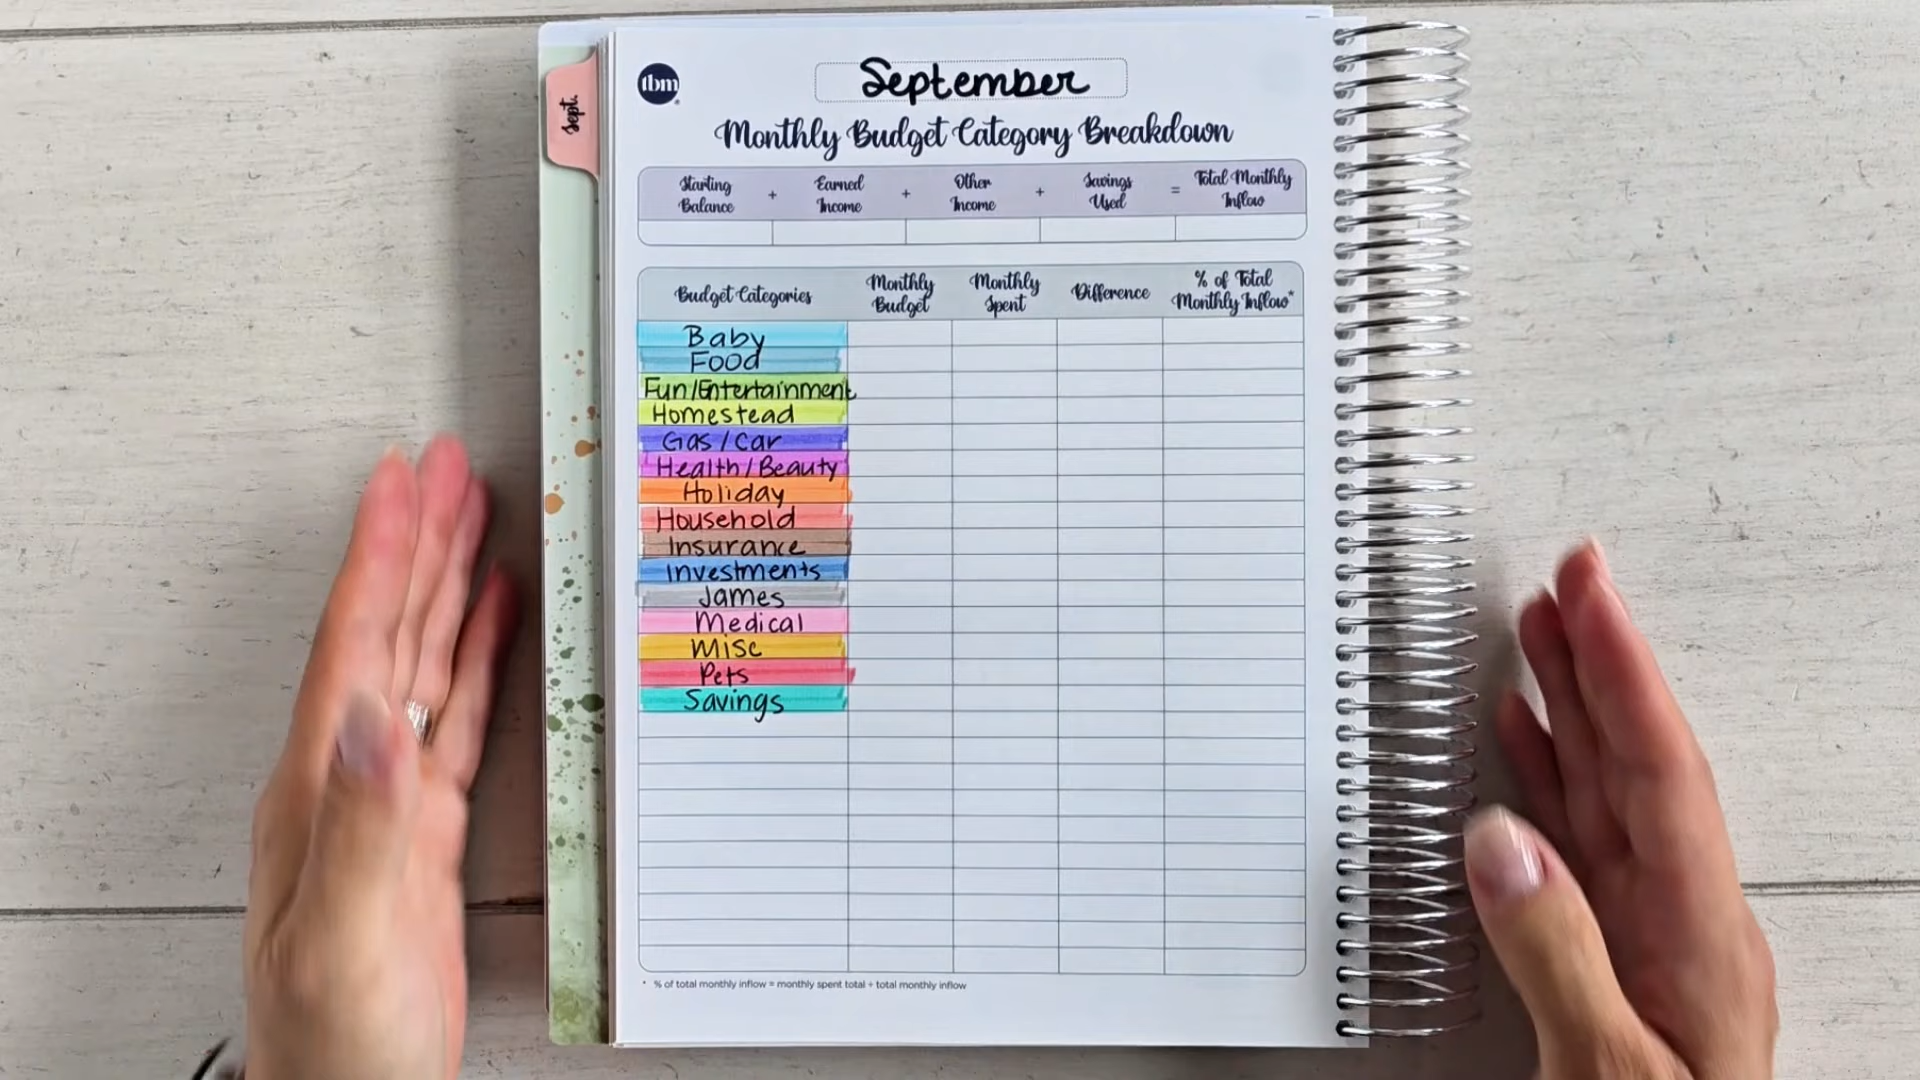 Sept.
tbm
September
Monthly Budget Category Breakdown
Starting Balance + Earned Income + Other Income + Savings Used = Total Monthly Inflow
Budget Categories Monthly Budget Monthly Spent Difference % of Total Monthly Inflow*
Baby
Food
Fun/Entertainment
Homestead
Gas/Car
Health/Beauty
Holiday
Household
Insurance
Investments
James
Medical
Misc
Pets
Savings
* % of total monthly inflow = monthly spent total ÷ total monthly inflow